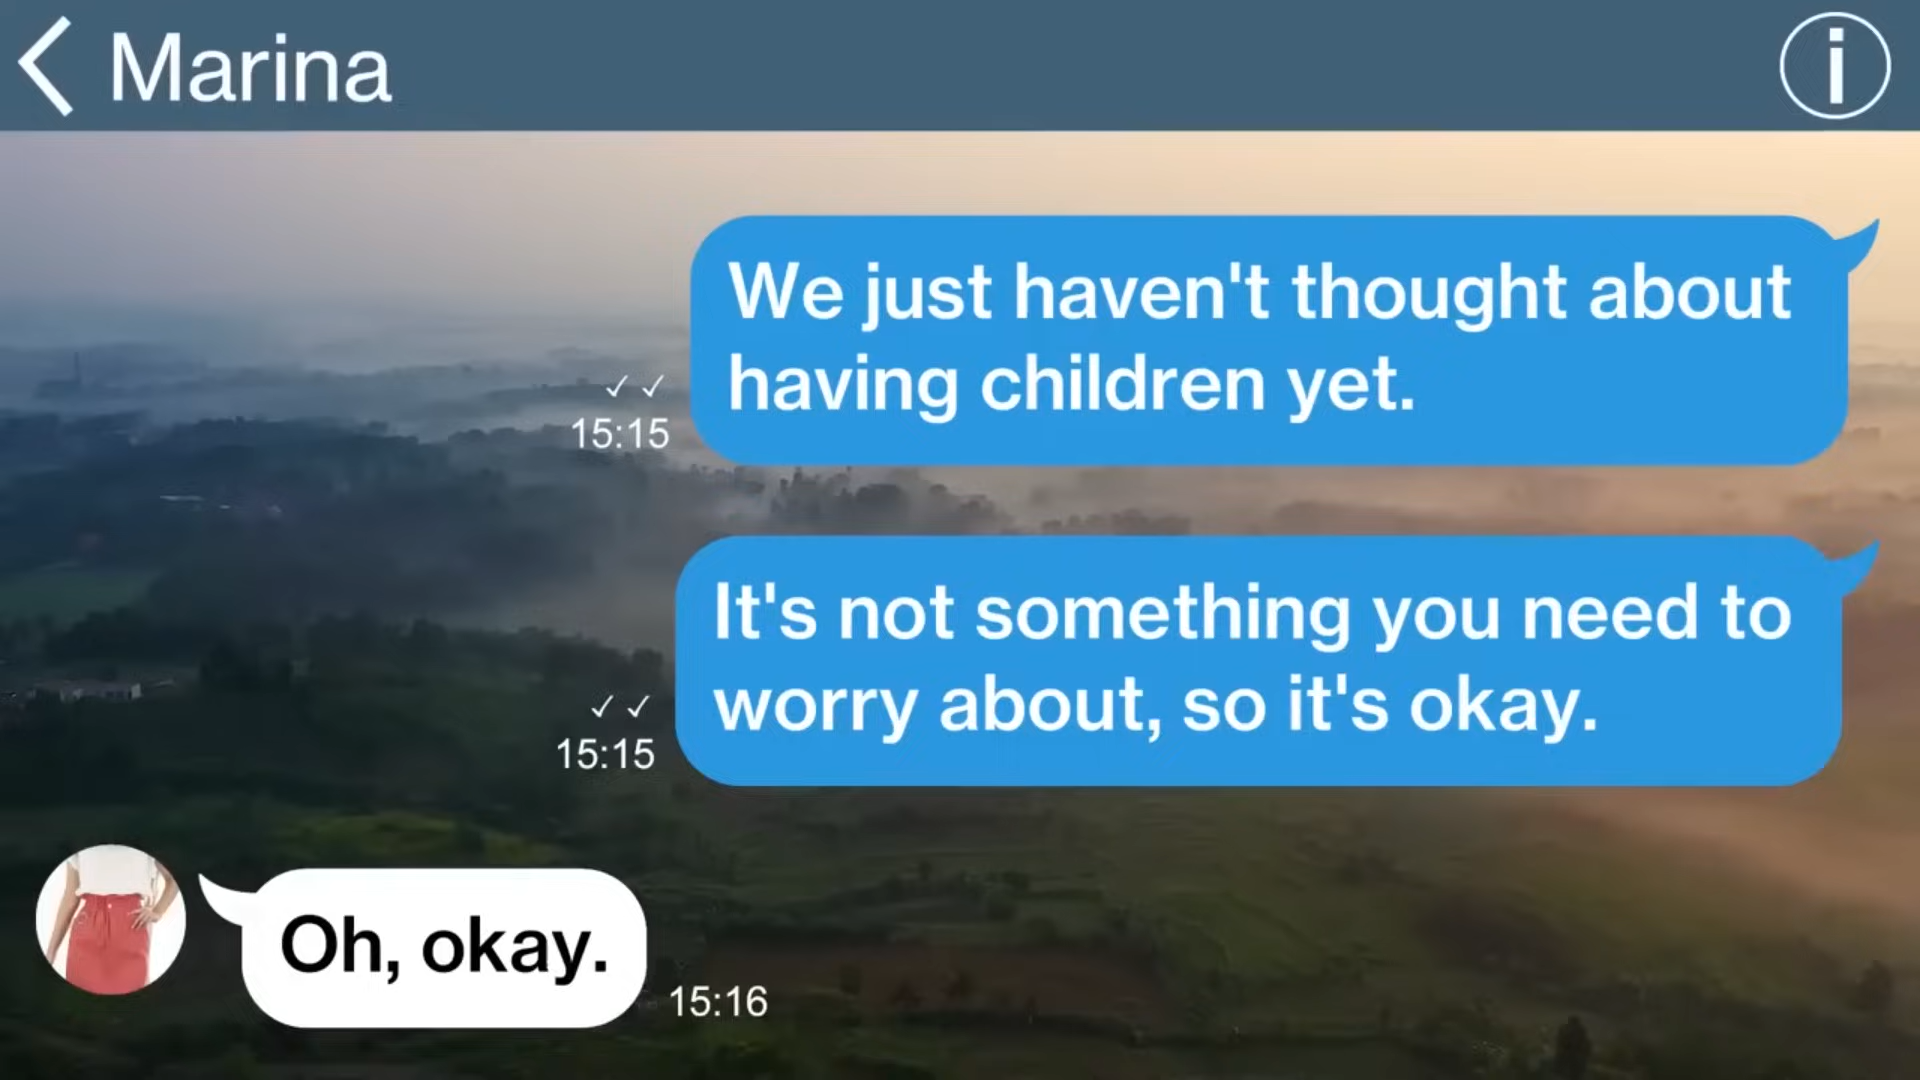 Marina
We just haven't thought about
having children yet.
✓✓
15:15
It's not something you need to
worry about, so it's okay.
✓✓
15:15
Oh, okay.
15:16